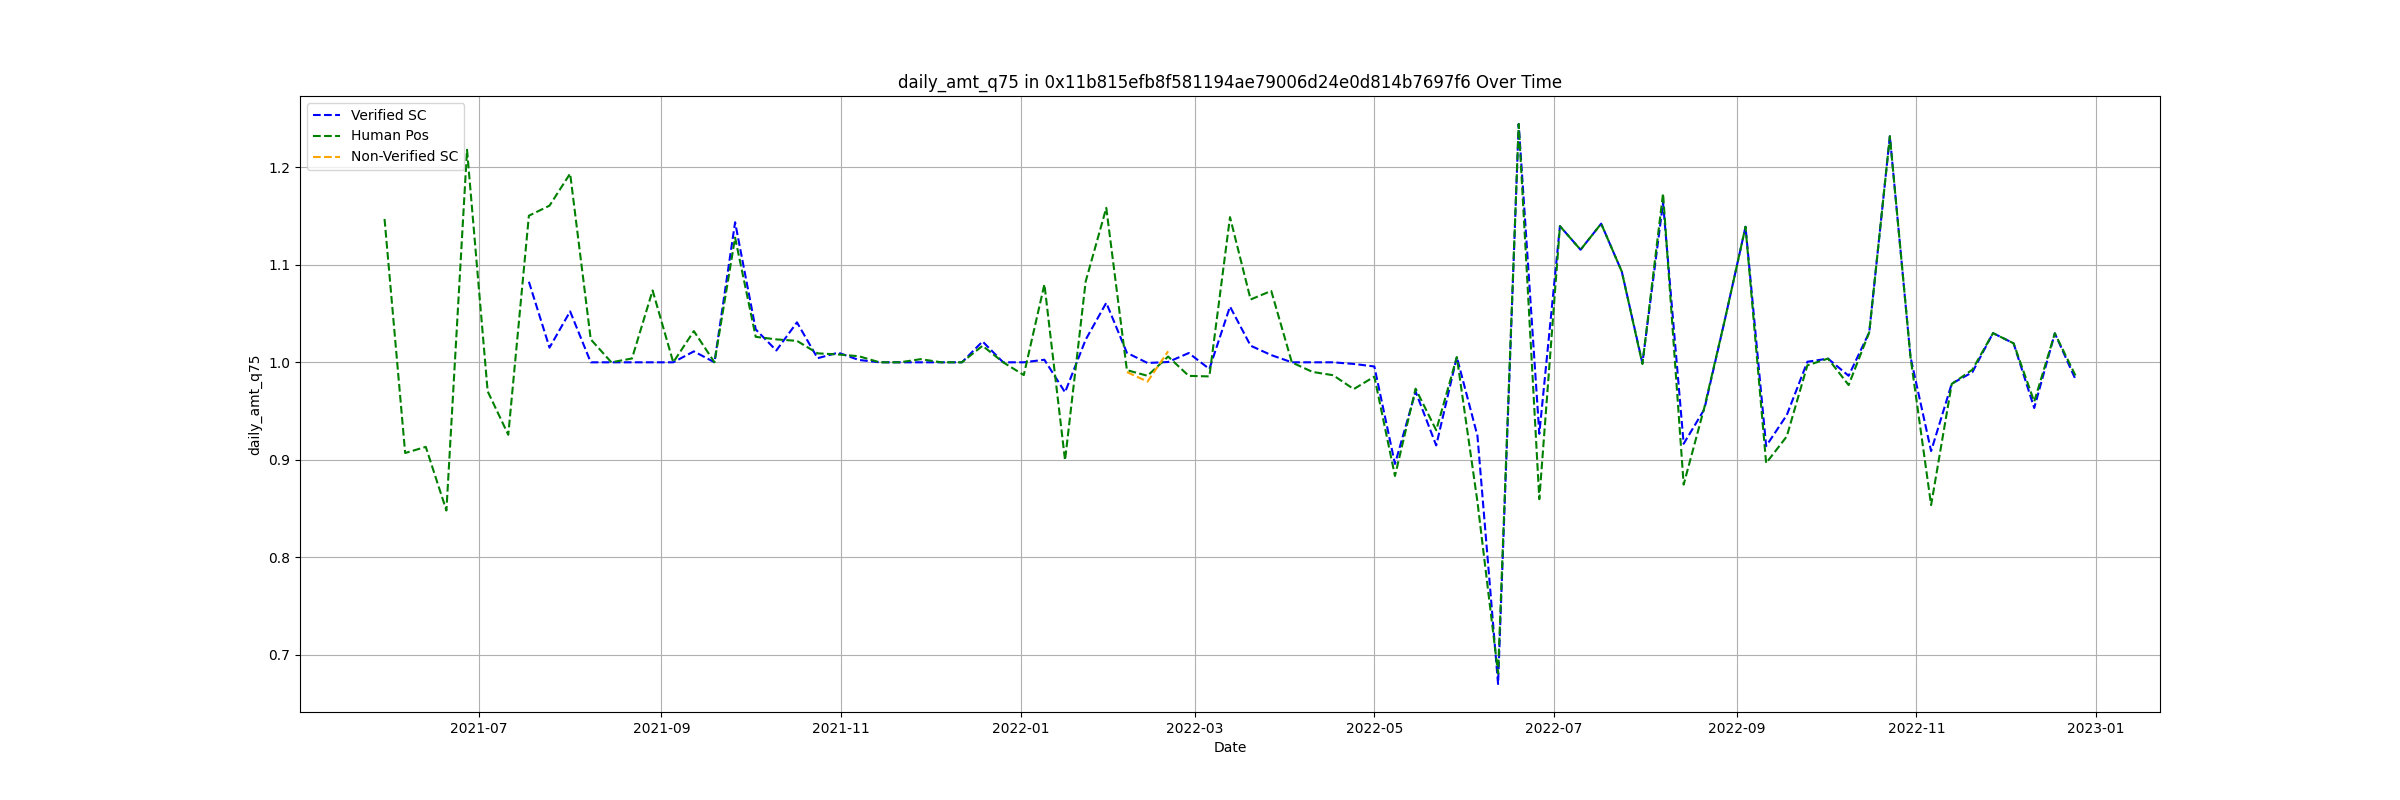 daily_amt_q75 in 0x11b815efb8f581194ae79006d24e0d814b7697f6 Over Time
Verified SC
Human Pos
Non-Verified SC
daily_amt_q75
1.2
1.1
1.0
0.9
0.8
0.7
2021-07
2021-09
2021-11
2022-01
2022-03
2022-05
2022-07
2022-09
2022-11
2023-01
Date